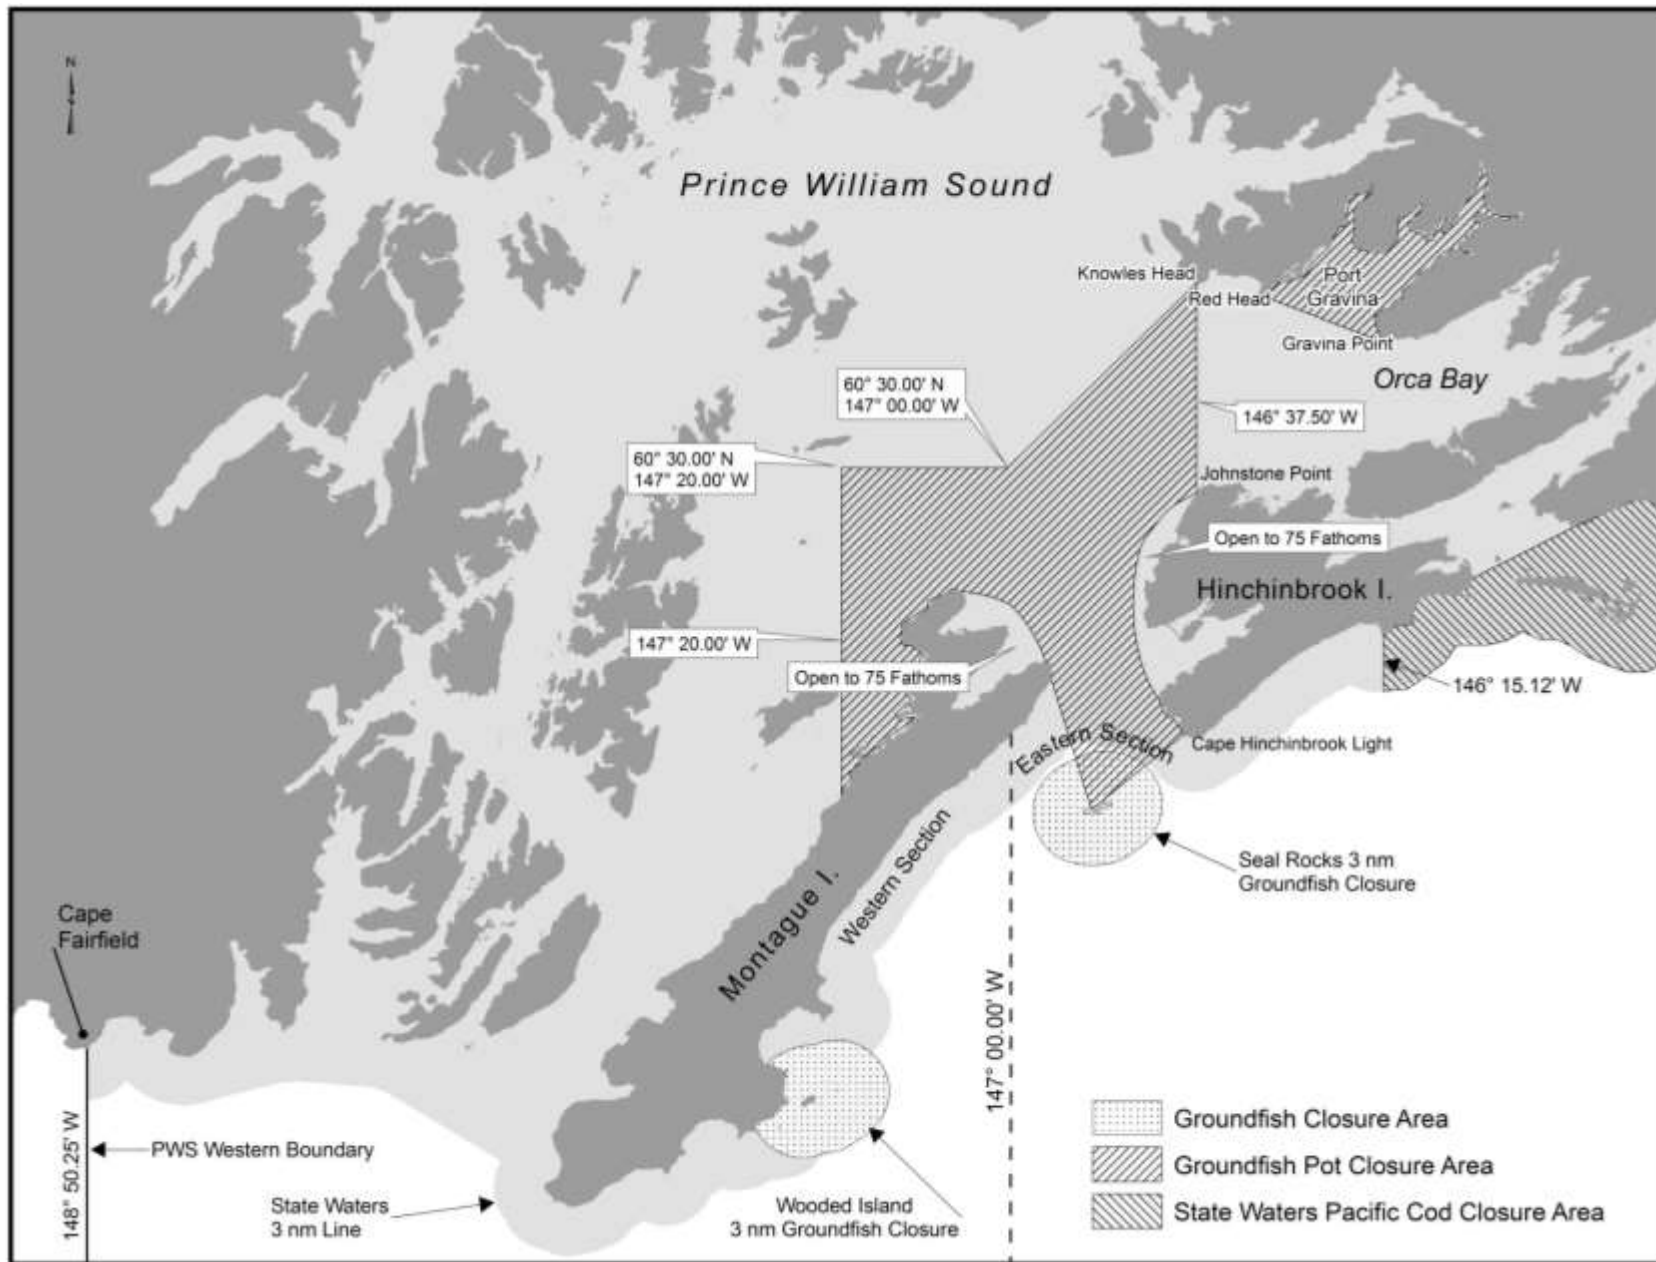 N
Prince William Sound
Knowles Head
Red Head
Port
Gravina
Gravina Point
Orca Bay
60° 30.00' N
147° 00.00' W
146° 37.50' W
60° 30.00' N
147° 20.00' W
Johnstone Point
Open to 75 Fathoms
Hinchinbrook I.
147° 20.00' W
Open to 75 Fathoms
146° 15.12' W
Eastern Section
Cape Hinchinbrook Light
Western Section
Seal Rocks 3 nm
Groundfish Closure
Montague I.
Cape
Fairfield
147° 00.00' W
148° 50.25' W
PWS Western Boundary
State Waters
3 nm Line
Wooded Island
3 nm Groundfish Closure
Groundfish Closure Area
Groundfish Pot Closure Area
State Waters Pacific Cod Closure Area